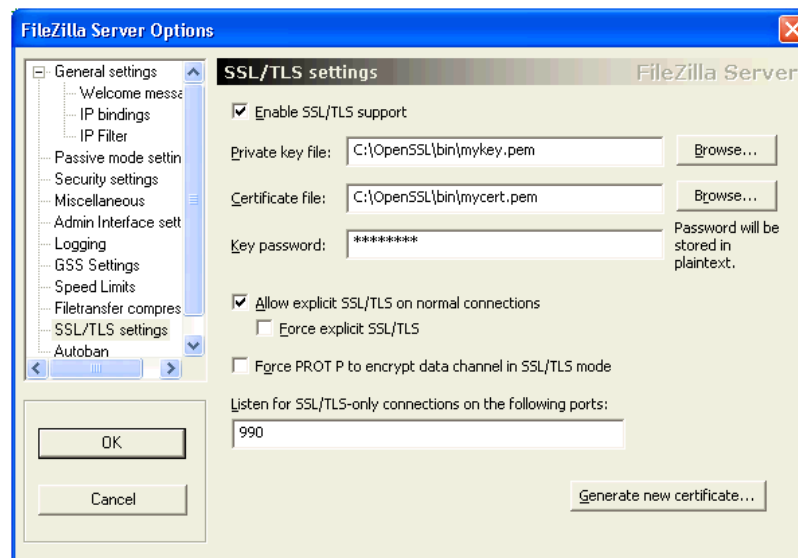 FileZilla Server Options
General settings
Welcome messa
IP bindings
IP Filter
Passive mode settin
Security settings
Miscellaneous
Admin Interface sett
Logging
GSS Settings
Speed Limits
Filetransfer compres
SSL/TLS settings
Autoban
OK
Cancel
SSL/TLS settings
FileZilla Server
Enable SSL/TLS support
Private key file:
C:\OpenSSL\bin\mykey.pem
Browse...
Certificate file:
C:\OpenSSL\bin\mycert.pem
Browse...
Key password:
********
Password will be
stored in
plaintext.
Allow explicit SSL/TLS on normal connections
Force explicit SSL/TLS
Force PROT P to encrypt data channel in SSL/TLS mode
Listen for SSL/TLS-only connections on the following ports:
990
Generate new certificate...